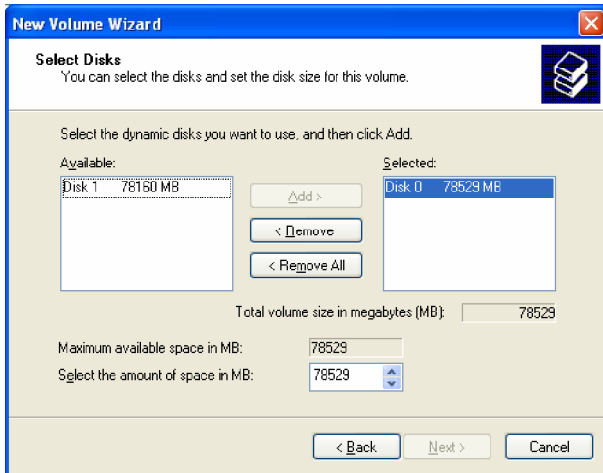 New Volume Wizard
Select Disks
You can select the disks and set the disk size for this volume.
Select the dynamic disks you want to use, and then click Add.
Available:
Selected:
Disk 1 78160 MB
Add >
Disk 0 78529 MB
< Remove
< Remove All
Total volume size in megabytes (MB): 78529
Maximum available space in MB: 78529
Select the amount of space in MB: 78529
< Back
Next >
Cancel